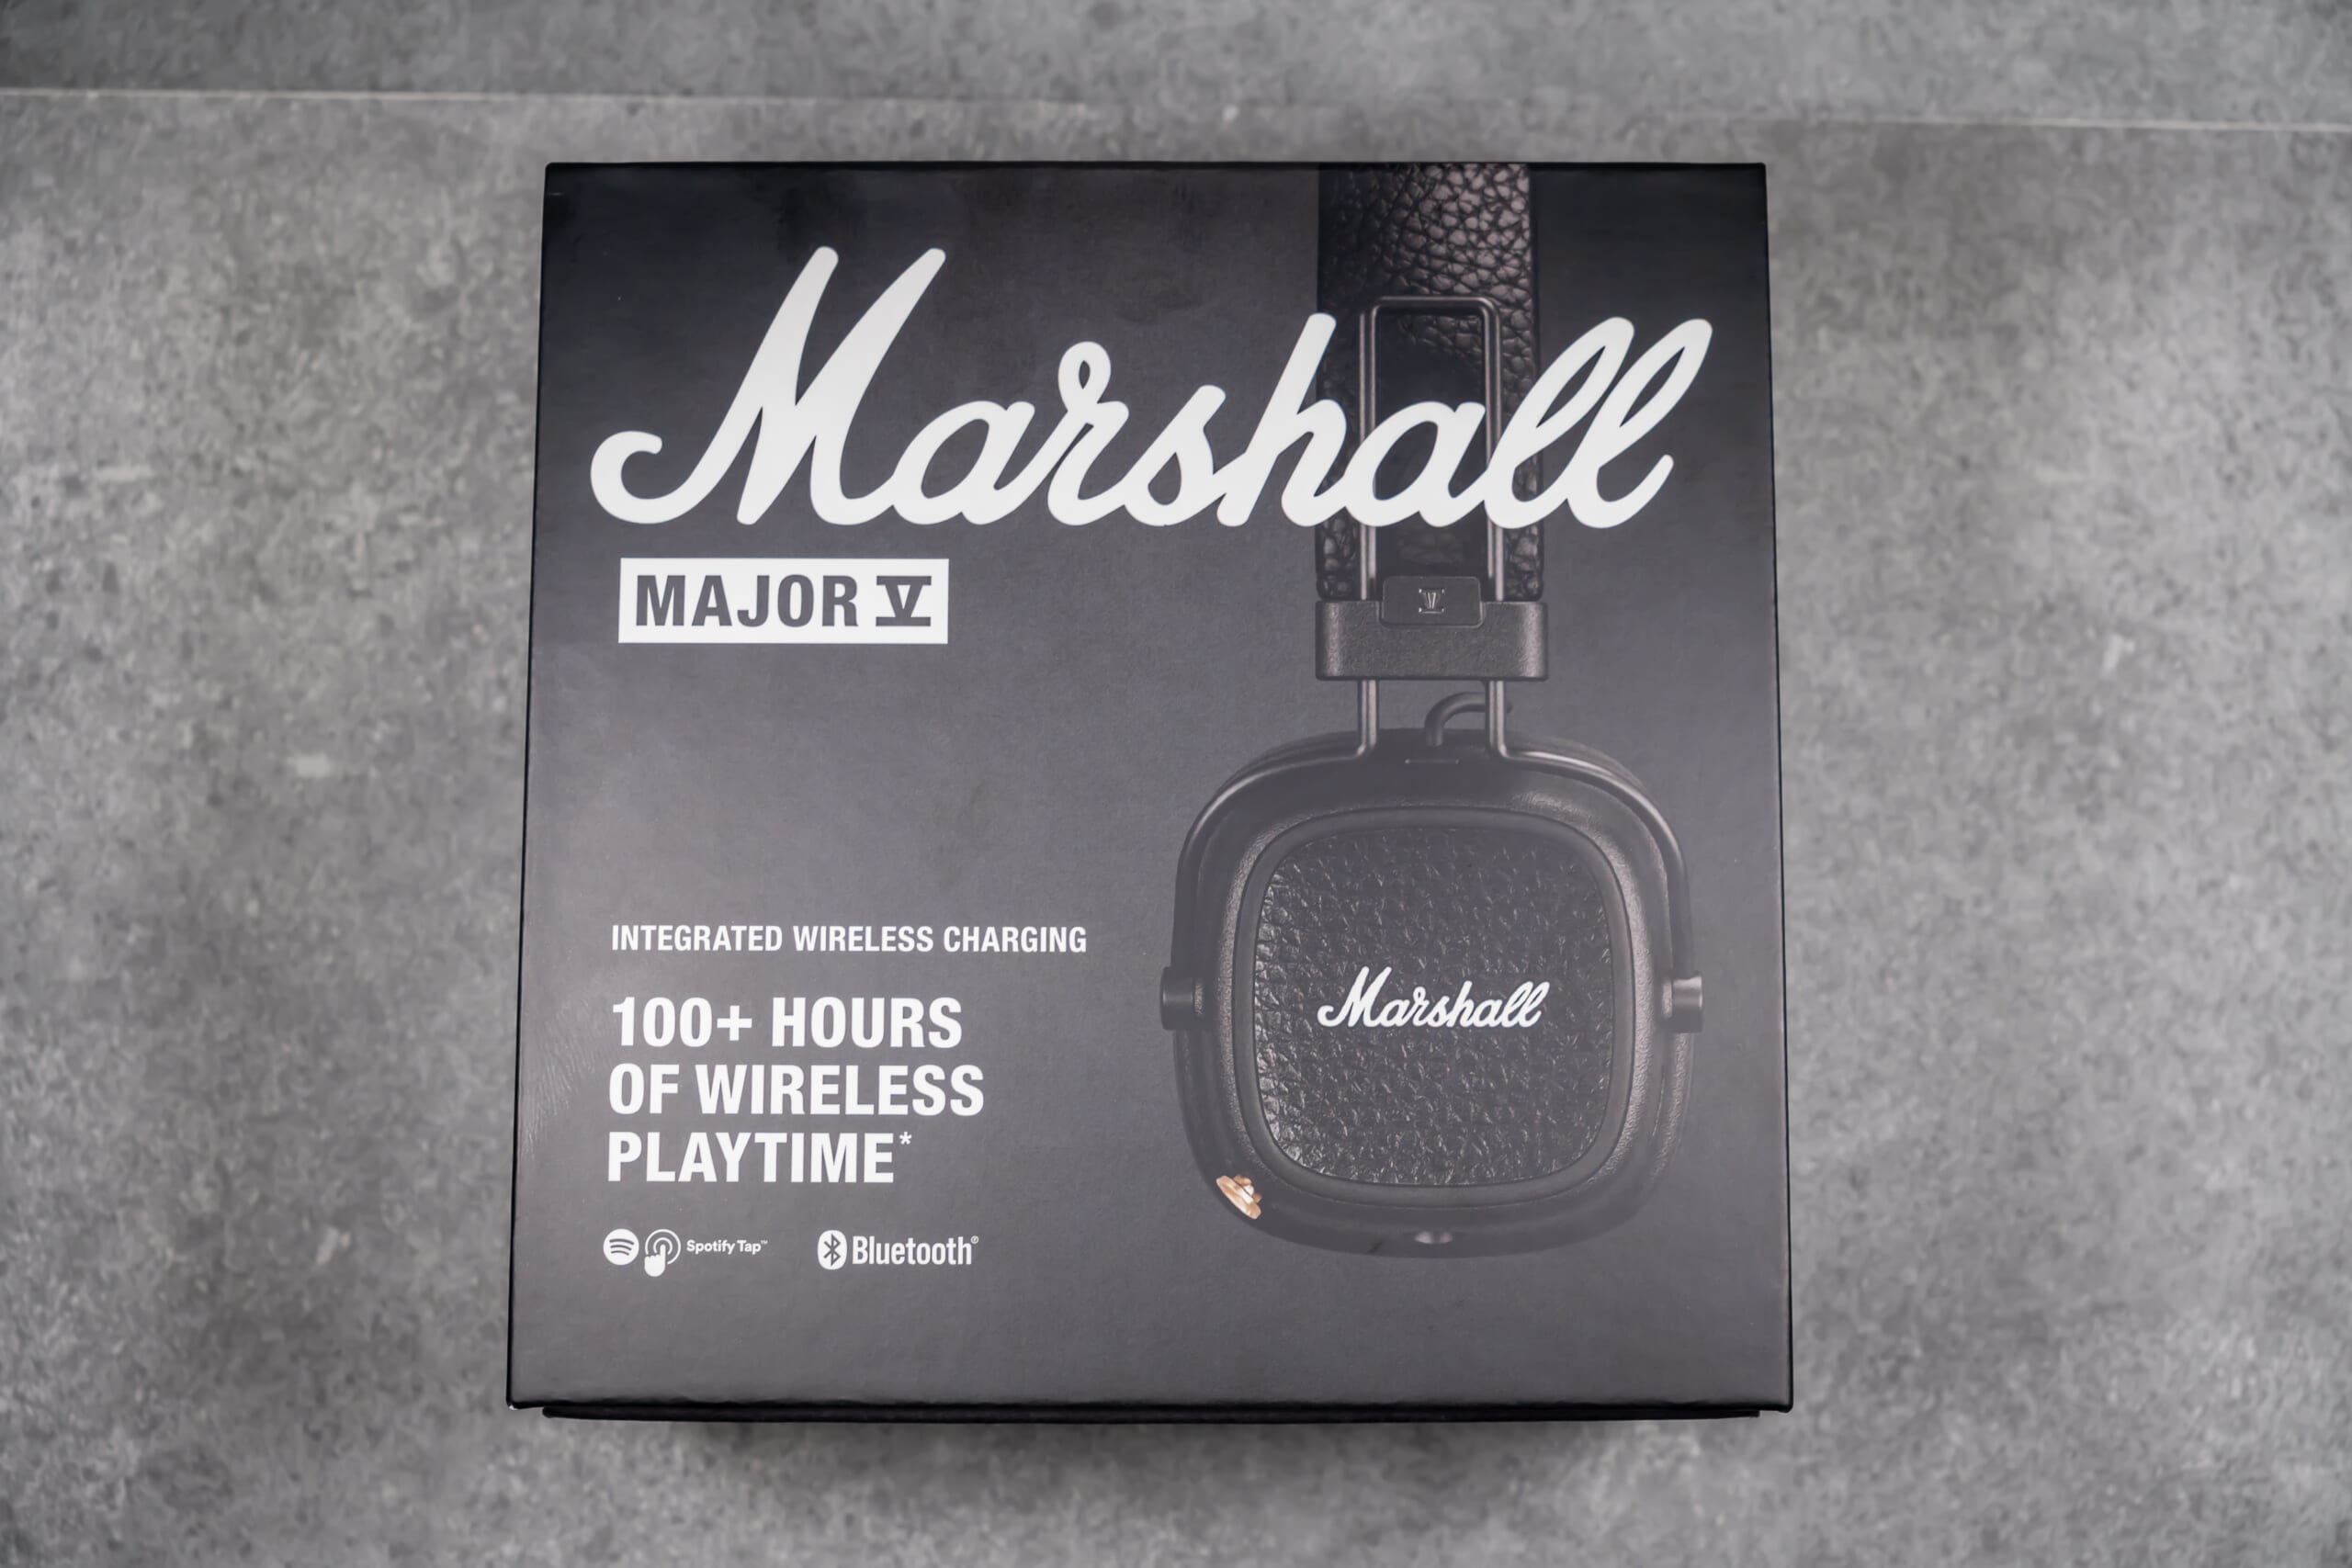 Marshall
MAJOR V
V
INTEGRATED WIRELESS CHARGING
100+ HOURS
OF WIRELESS
PLAYTIME*
Marshall
Spotify Tap™
Bluetooth®